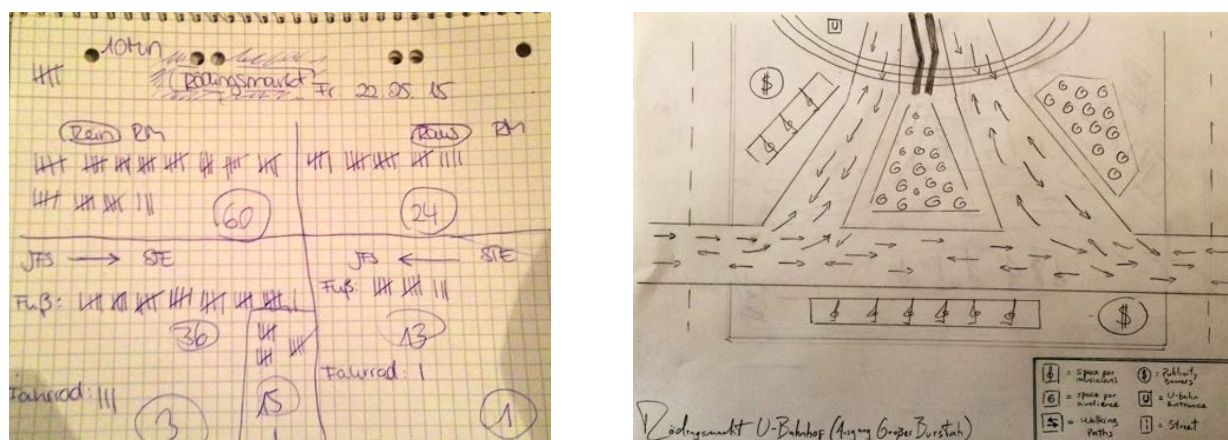 10 Min
Rödingsmarkt Fr. 22.05.15
Rein RM
60
Raus RM
24
JFS → STE
Fuß:
36
Fahrrad: |||
3
15
JFS ← STE
Fuß:
13
Fahrrad: |
1
U
$
$
= Space for musicians
= Space for audience
= Walking Paths
$ = Publicity
U = U-bahn entrance
= Street
Rödingsmarkt U-Bahnhof (Ausgang Großer Burstah)